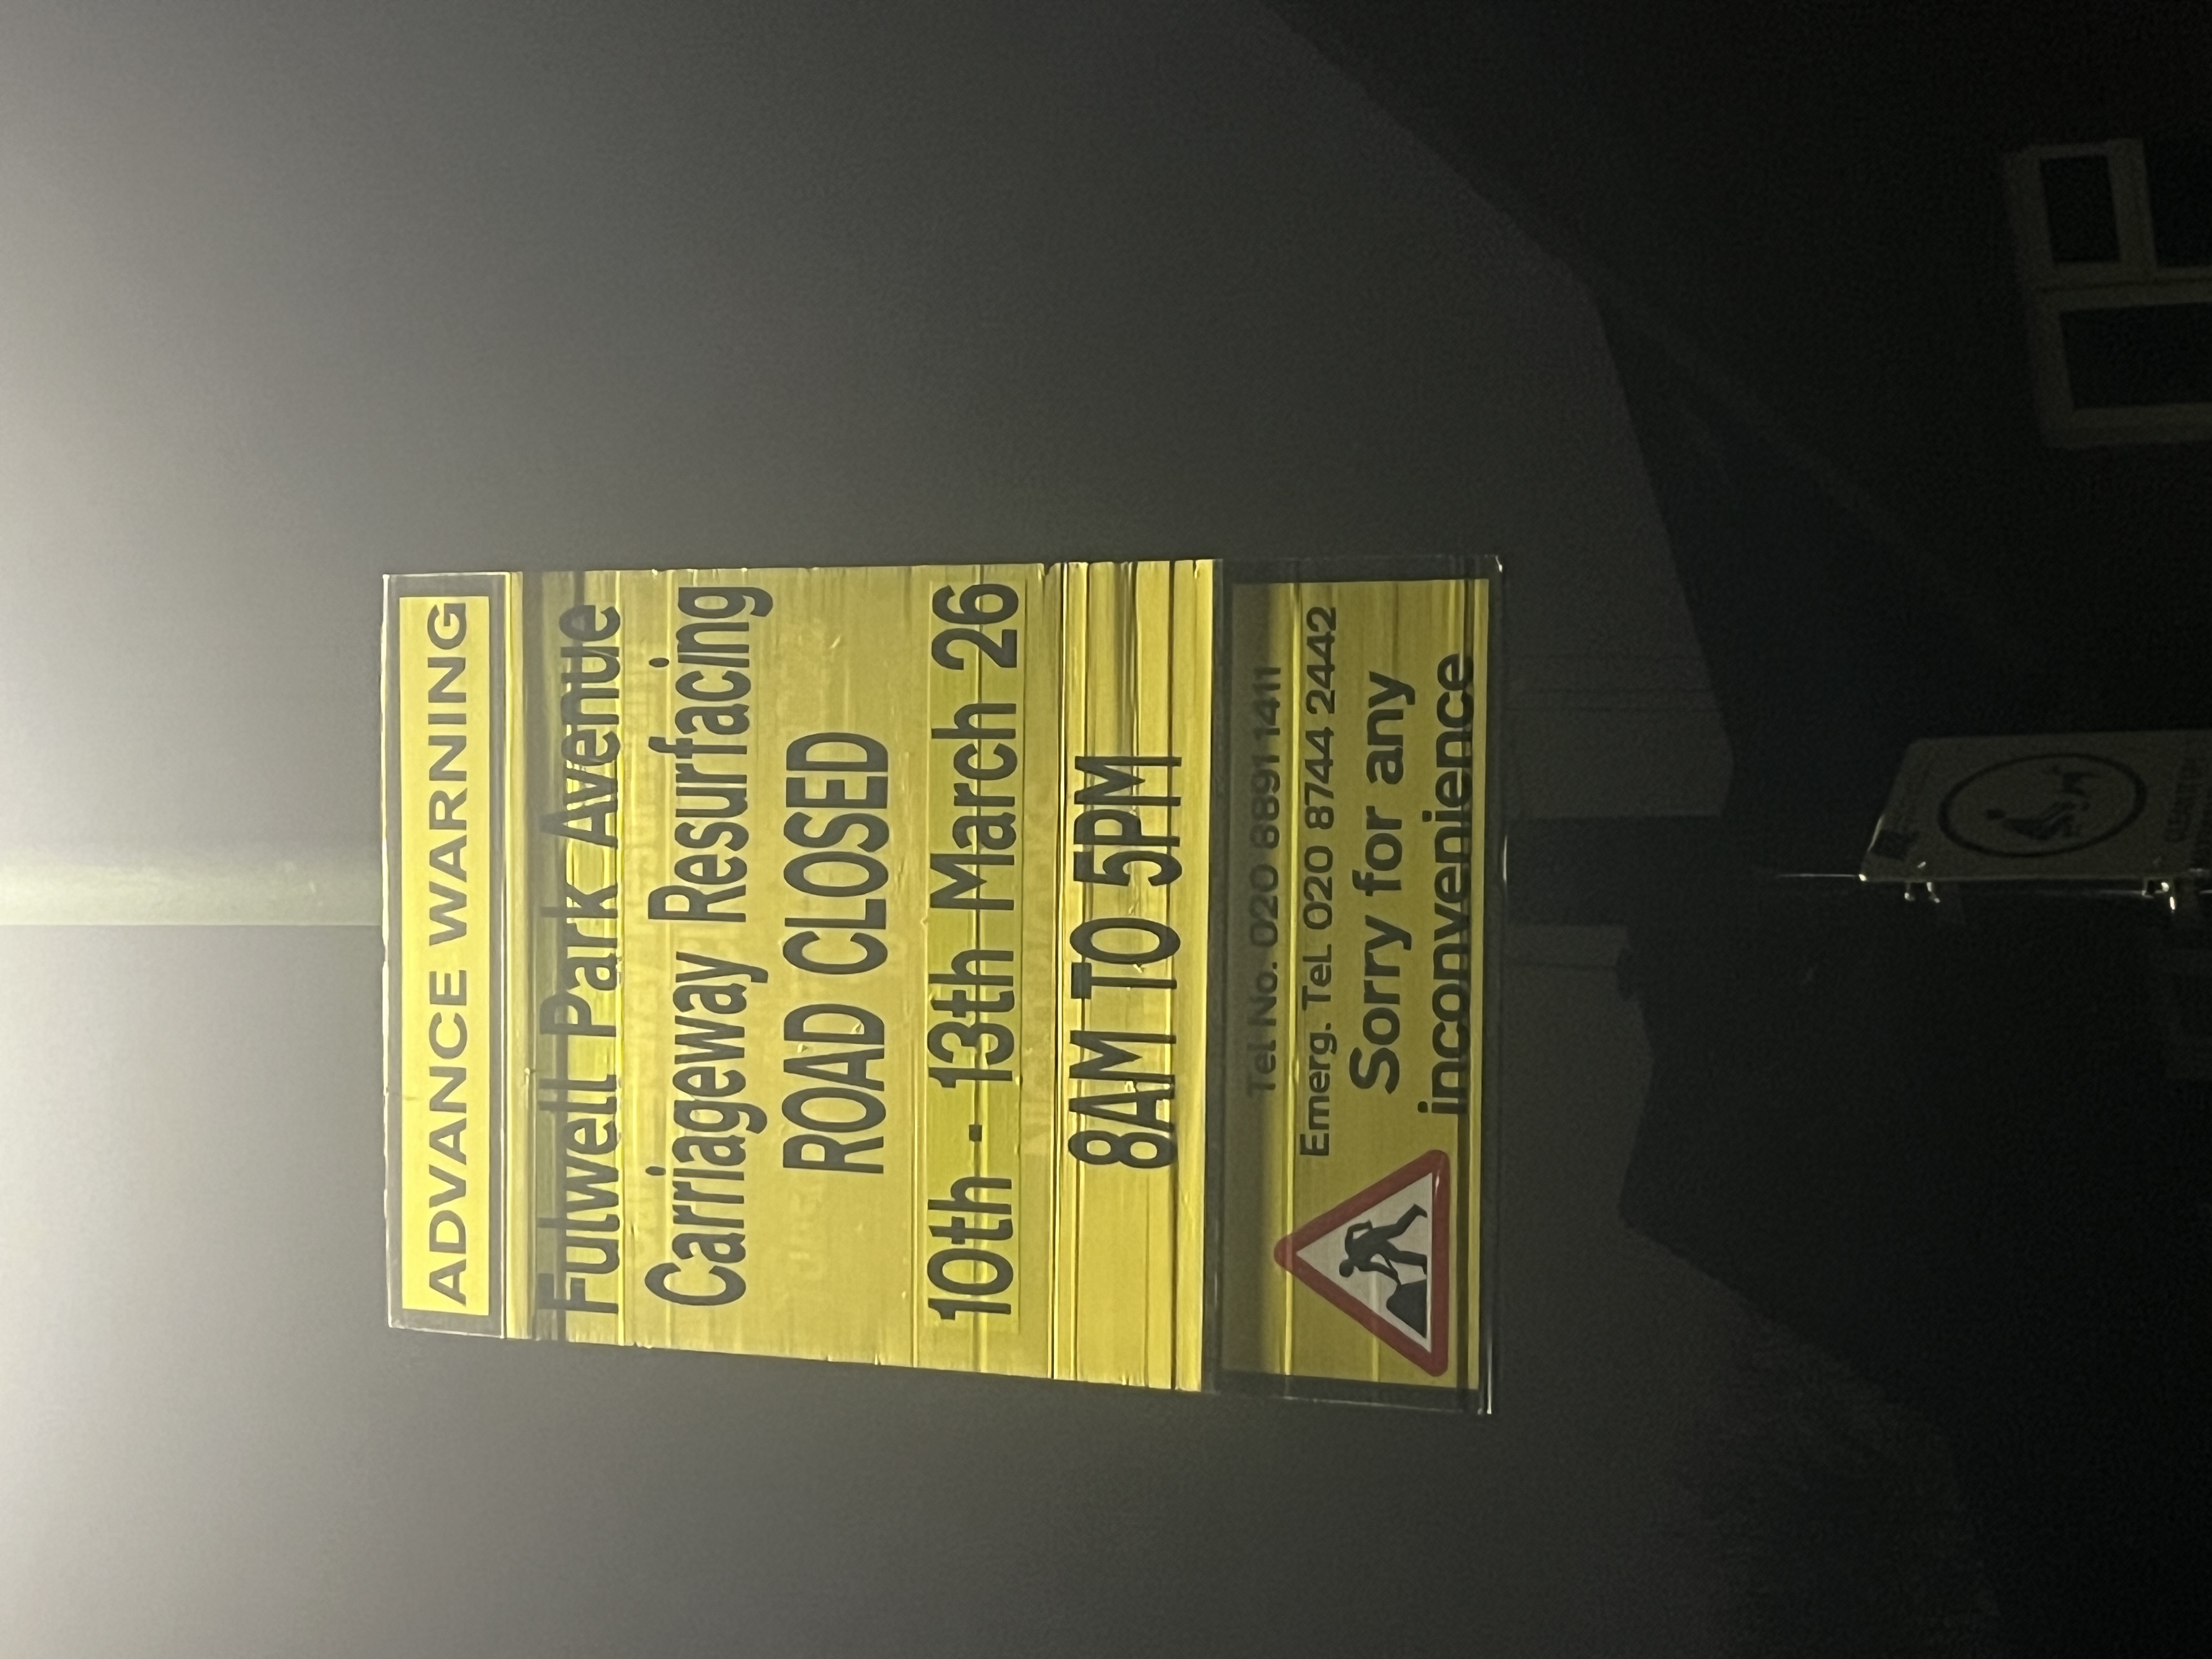 ADVANCE WARNING
Fulwell Park Avenue
Carriageway Resurfacing
ROAD CLOSED
10th - 13th March 26
8AM TO 5PM
Tel No. 020 8891 1411
Emerg. Tel. 020 8744 2442
Sorry for any
inconvenience